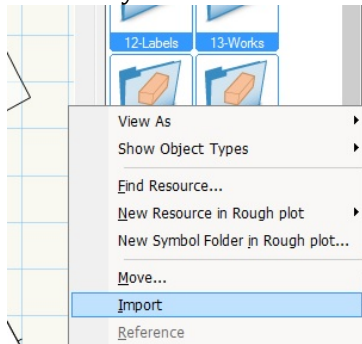 12-Labels 13-Works
View As
Show Object Types
Find Resource...
New Resource in Rough plot
New Symbol Folder in Rough plot...
Move...
Import
Reference